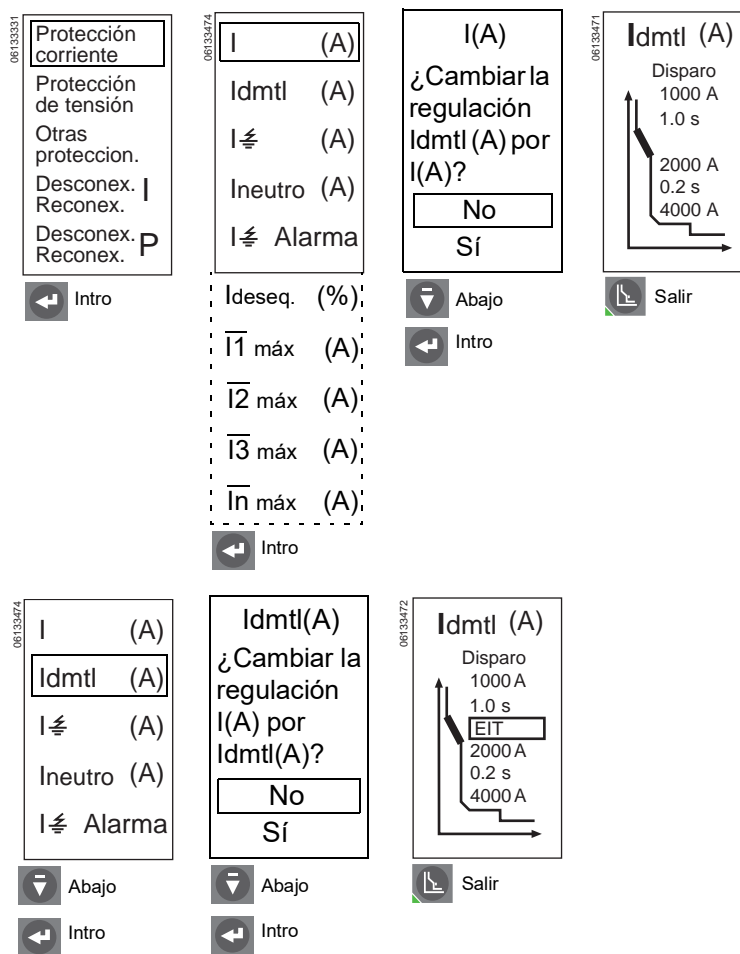 06133331
Protección
corriente
Protección
de tensión
Otras
proteccion.
Desconex. I
Reconex.
Desconex. P
Reconex.
Intro
06133474
I (A)
Idmtl (A)
I⏚ (A)
Ineutro (A)
I⏚ Alarma
Ideseq. (%)
I1 máx (A)
I2 máx (A)
I3 máx (A)
In máx (A)
Intro
I(A)
¿Cambiar la
regulación
Idmtl (A) por
I(A)?
No
Sí
Abajo
Intro
06133471
Idmtl (A)
Disparo
1000 A
1.0 s
2000 A
0.2 s
4000 A
Salir
06133474
I (A)
Idmtl (A)
I⏚ (A)
Ineutro (A)
I⏚ Alarma
Abajo
Intro
Idmtl(A)
¿Cambiar la
regulación
I(A) por
Idmtl(A)?
No
Sí
Abajo
Intro
06133472
Idmtl (A)
Disparo
1000 A
1.0 s
EIT
2000 A
0.2 s
4000 A
Salir